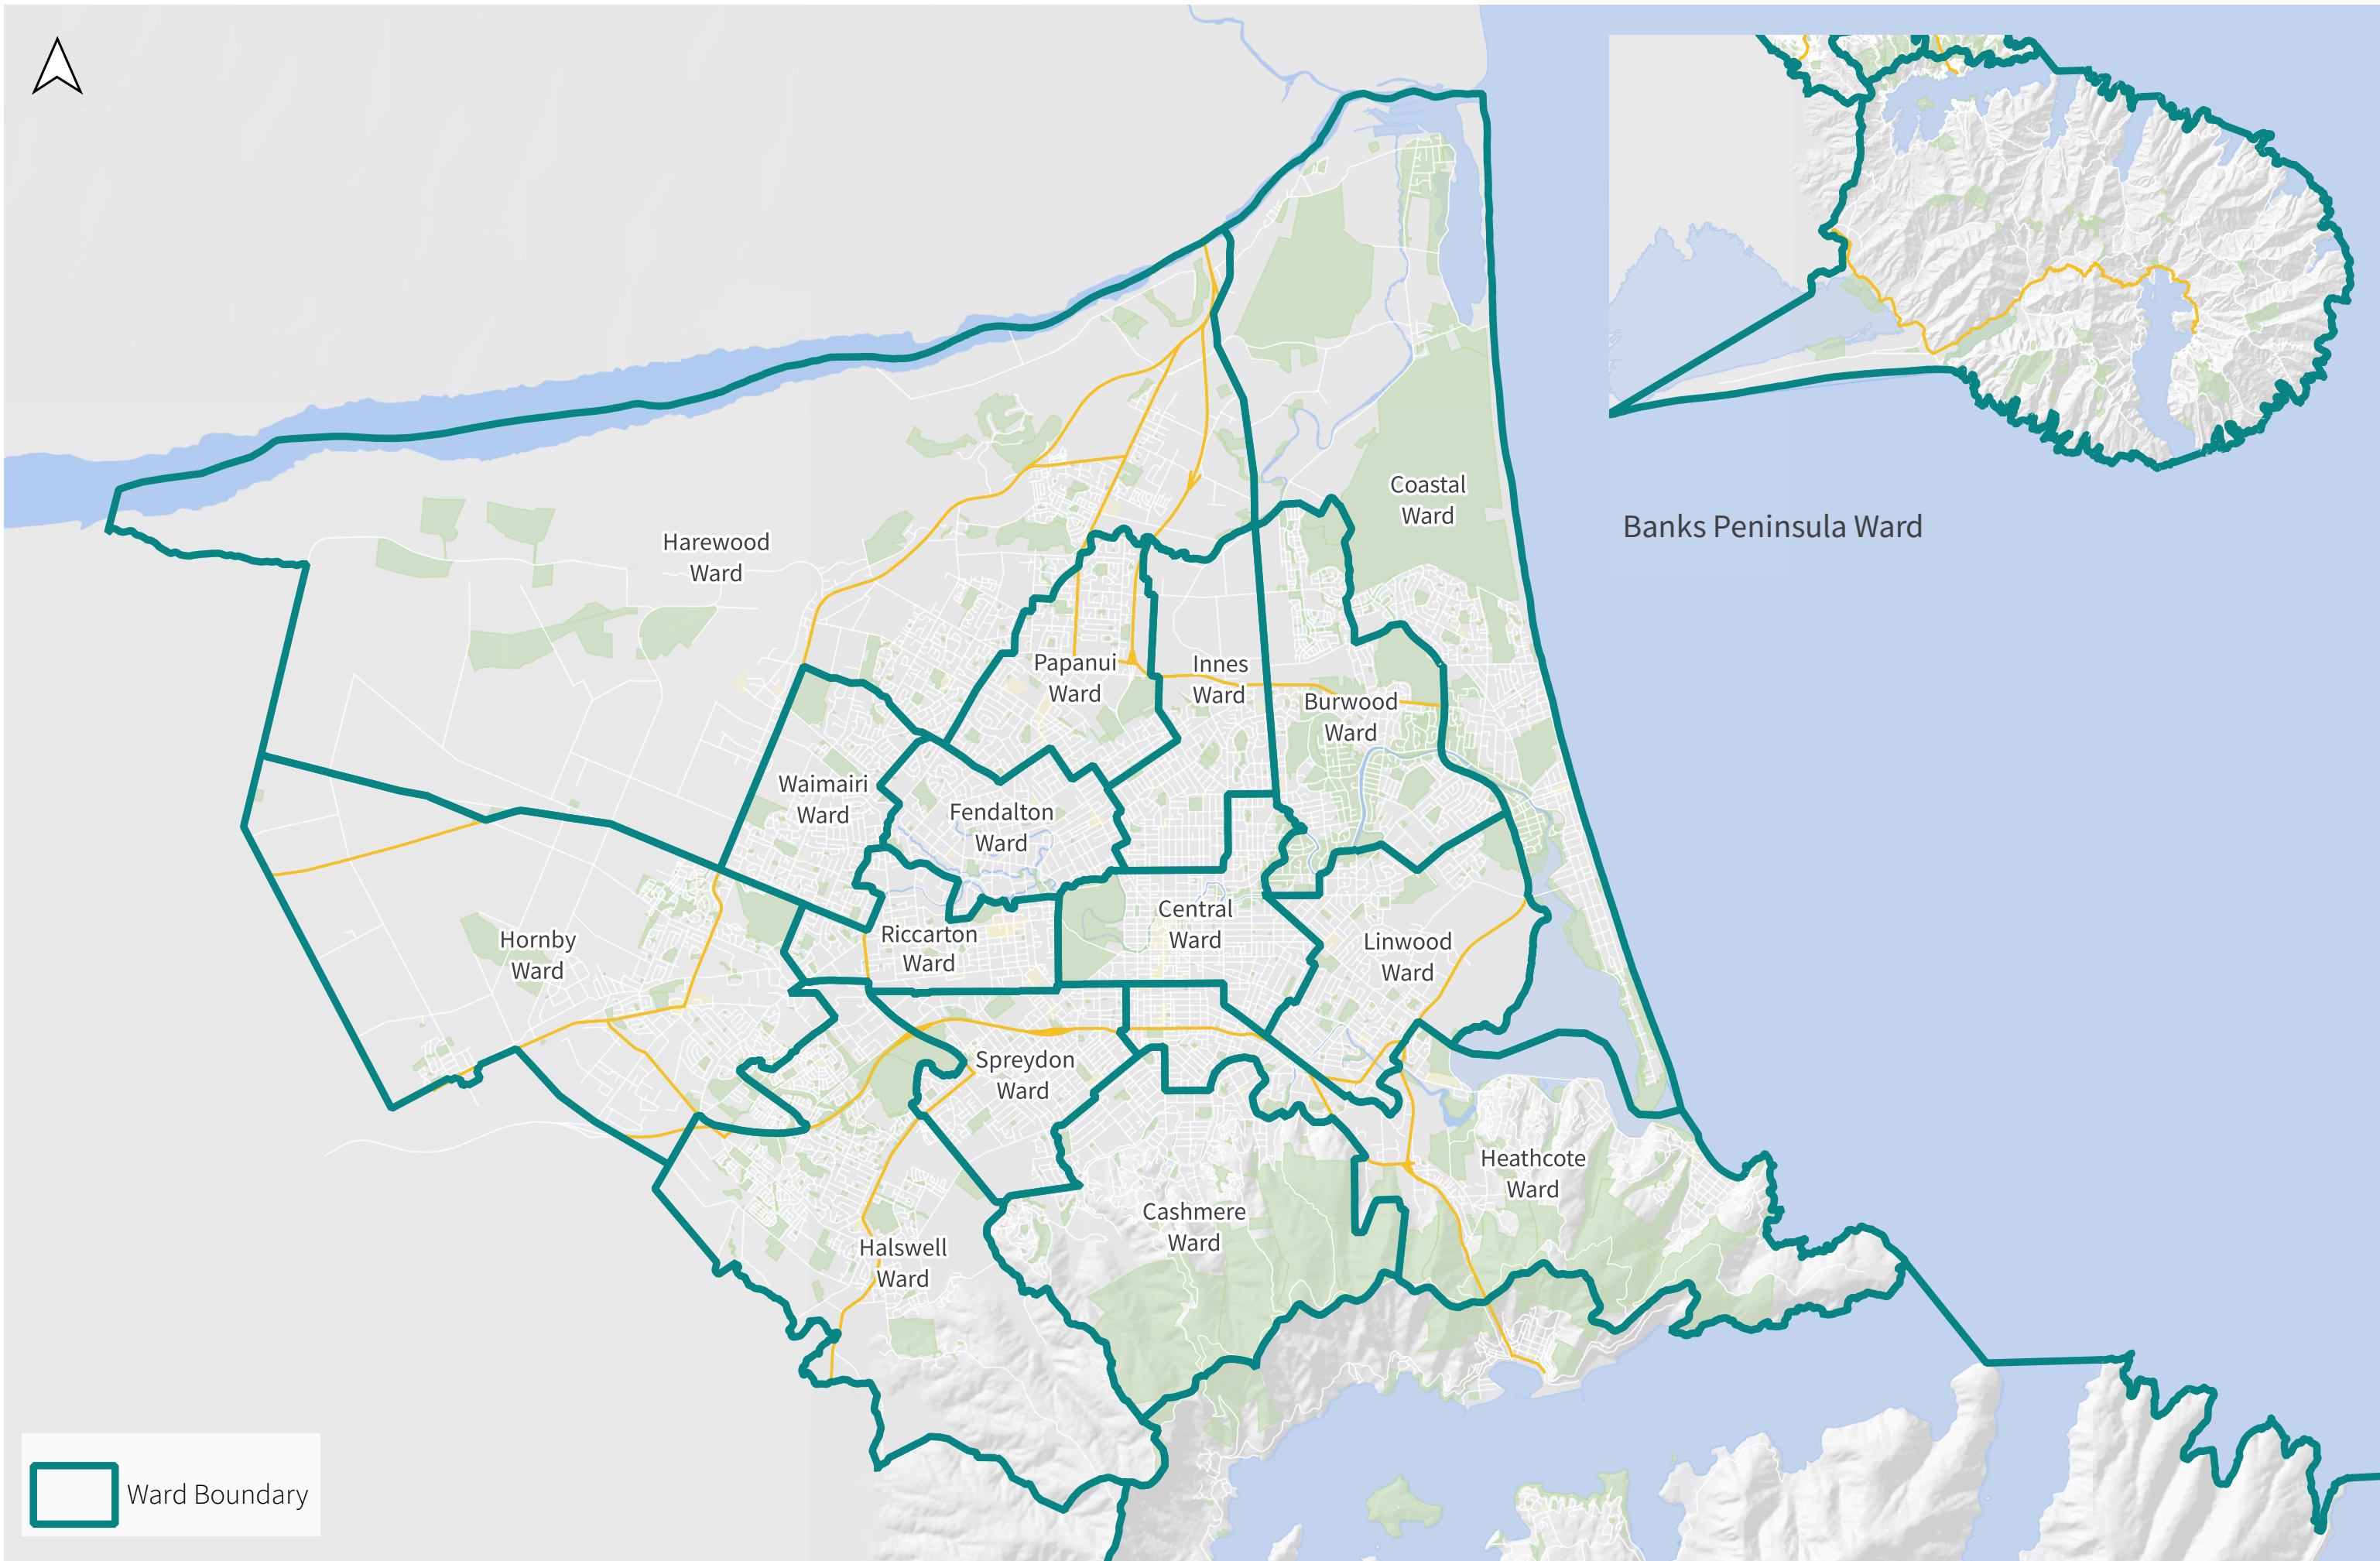 Coastal
Ward
Banks Peninsula Ward
Harewood
Ward
Papanui
Ward
Innes
Ward
Burwood
Ward
Waimairi
Ward
Fendalton
Ward
Central
Ward
Riccarton
Ward
Hornby
Ward
Linwood
Ward
Spreydon
Ward
Heathcote
Ward
Cashmere
Ward
Halswell
Ward
Ward Boundary